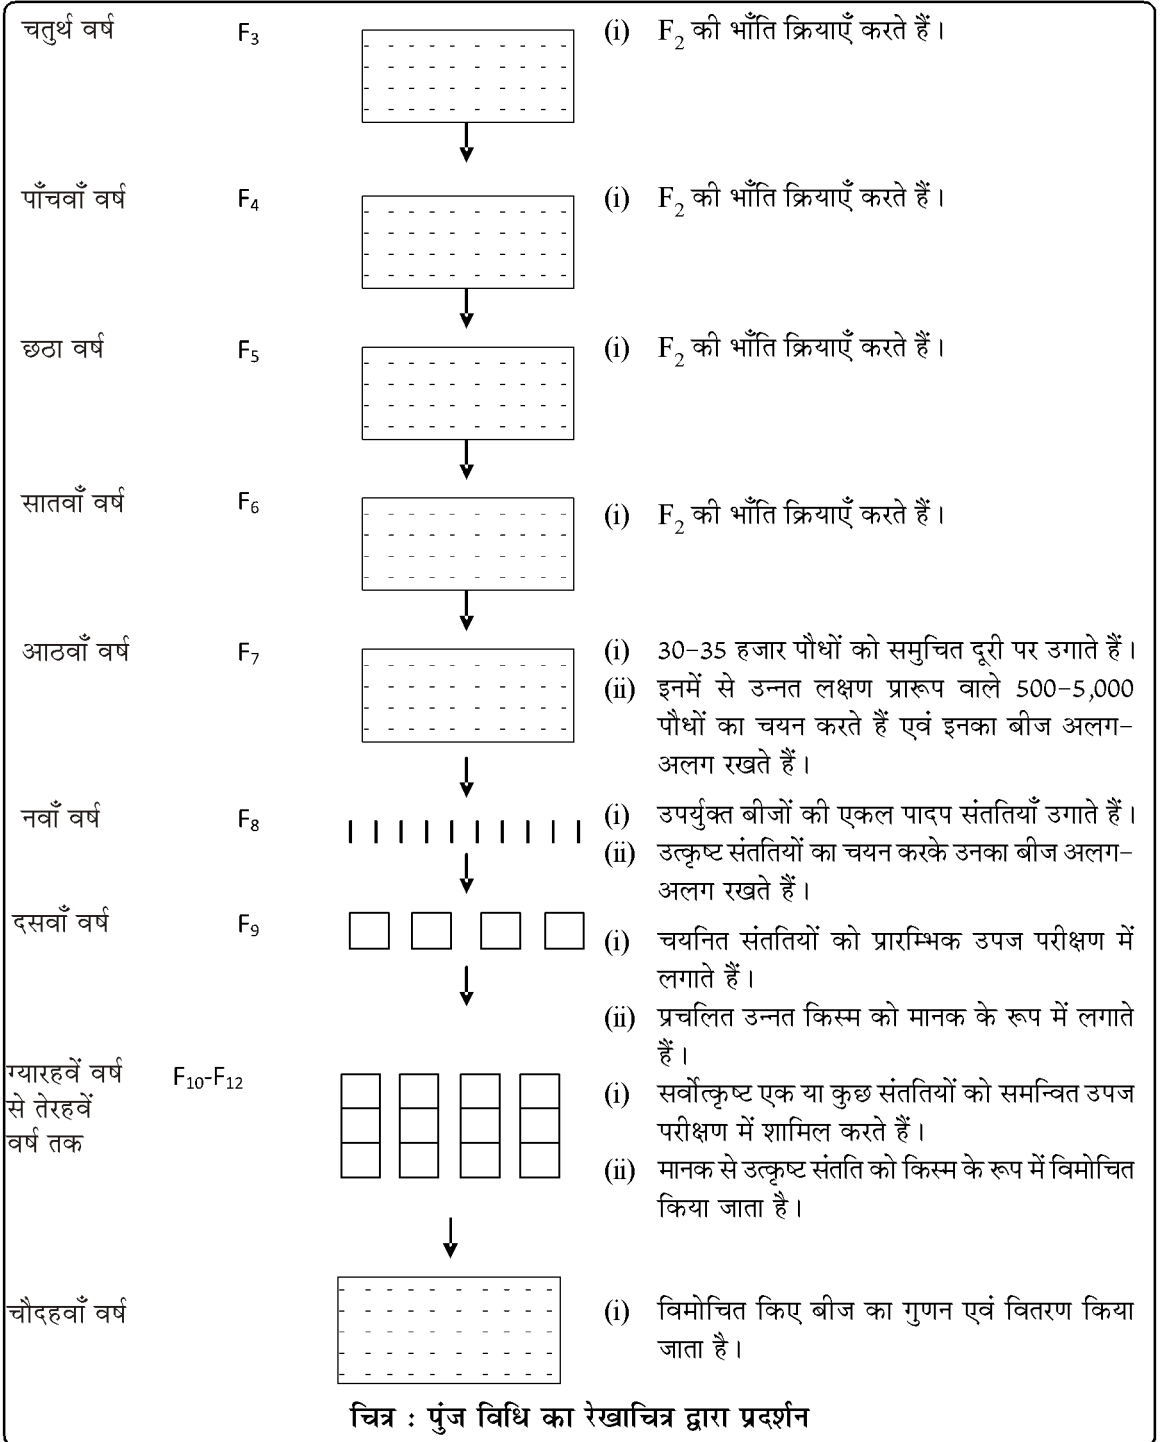 चतुर्थ वर्ष F3 (i) F2 की भाँति क्रियाएँ करते हैं।
पाँचवाँ वर्ष F4 (i) F2 की भाँति क्रियाएँ करते हैं।
छठा वर्ष F5 (i) F2 की भाँति क्रियाएँ करते हैं।
सातवाँ वर्ष F6 (i) F2 की भाँति क्रियाएँ करते हैं।
आठवाँ वर्ष F7 (i) 30-35 हजार पौधों को समुचित दूरी पर उगाते हैं।
(ii) इनमें से उन्नत लक्षण प्रारूप वाले 500-5,000
पौधों का चयन करते हैं एवं इनका बीज अलग-
अलग रखते हैं।
नवाँ वर्ष F8 (i) उपर्युक्त बीजों की एकल पादप संततियाँ उगाते हैं।
(ii) उत्कृष्ट संततियों का चयन करके उनका बीज अलग-
अलग रखते हैं।
दसवाँ वर्ष F9 (i) चयनित संततियों को प्रारम्भिक उपज परीक्षण में
लगाते हैं।
(ii) प्रचलित उन्नत किस्म को मानक के रूप में लगाते
हैं।
ग्यारहवें वर्ष F10-F12
से तेरहवें
वर्ष तक
(i) सर्वोत्कृष्ट एक या कुछ संततियों को समन्वित उपज
परीक्षण में शामिल करते हैं।
(ii) मानक से उत्कृष्ट संतति को किस्म के रूप में विमोचित
किया जाता है।
चौदहवाँ वर्ष (i) विमोचित किए बीज का गुणन एवं वितरण किया
जाता है।
चित्र : पुंज विधि का रेखाचित्र द्वारा प्रदर्शन